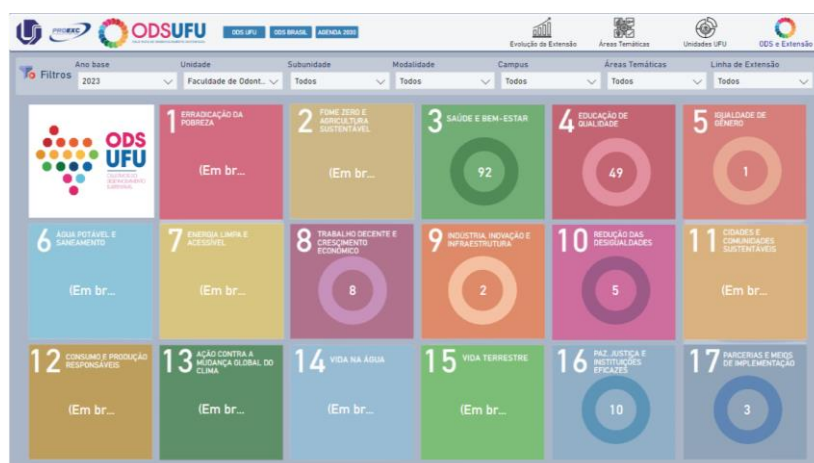 PROEXC
ODSUFU
ODS UFU
ODS BRASIL
AGENDA 2030
Evolução da Extensão
Áreas Temáticas
Unidades UFU
ODS e Extensão
Filtros
Ano base
2023
Unidade
Faculdade de Odont..
Subunidade
Todos
Modalidade
Todos
Campus
Todos
Áreas Temáticas
Todos
Linha de Extensão
Todos
ODS
UFU
1 ERRADICAÇÃO DA
POBREZA
(Em br...
2 FOME ZERO E
AGRICULTURA
SUSTENTÁVEL
(Em br...
3 SAÚDE E BEM-ESTAR
92
4 EDUCAÇÃO DE
QUALIDADE
49
5 IGUALDADE DE
GÊNERO
1
6 ÁGUA POTÁVEL E
SANEAMENTO
(Em br...
7 ENERGIA LIMPA E
ACESSÍVEL
(Em br...
8 TRABALHO DECENTE E
CRESCIMENTO
ECONÔMICO
8
9 INDÚSTRIA, INOVAÇÃO E
INFRAESTRUTURA
2
10 REDUÇÃO DAS
DESIGUALDADES
5
11 CIDADES E
COMUNIDADES
SUSTENTÁVEIS
(Em br...
12 CONSUMO E PRODUÇÃO
RESPONSÁVEIS
(Em br...
13 AÇÃO CONTRA A
MUDANÇA GLOBAL DO
CLIMA
(Em br...
14 VIDA NA ÁGUA
(Em br...
15 VIDA TERRESTRE
(Em br...
16 PAZ, JUSTIÇA E
INSTITUIÇÕES
EFICAZES
10
17 PARCERIAS E MEIOS
DE IMPLEMENTAÇÃO
3